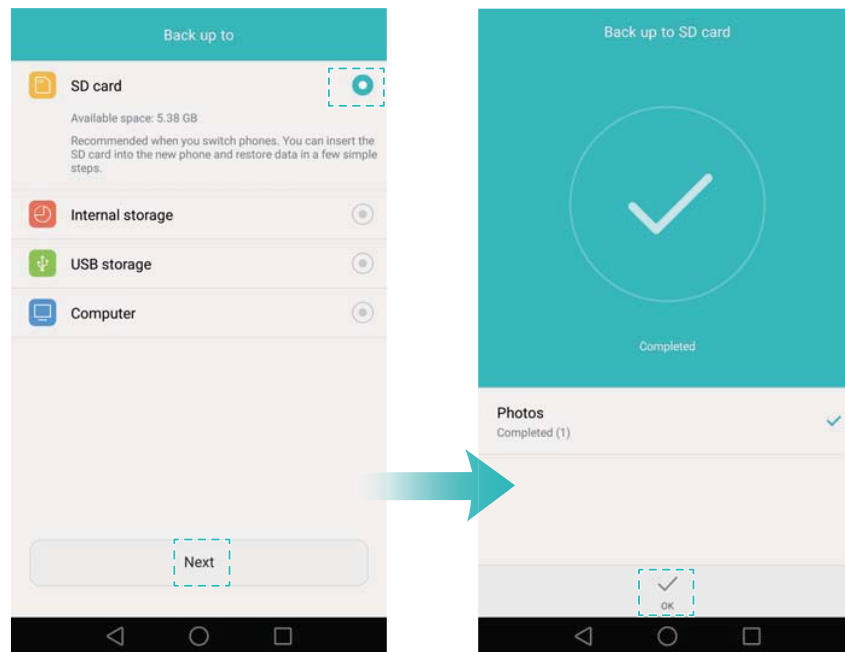 Back up to
SD card
Available space: 5.38 GB
Recommended when you switch phones. You can insert the
SD card into the new phone and restore data in a few simple
steps.
Internal storage
USB storage
Computer
Next
Back up to SD card
Completed
Photos
Completed (1)
OK